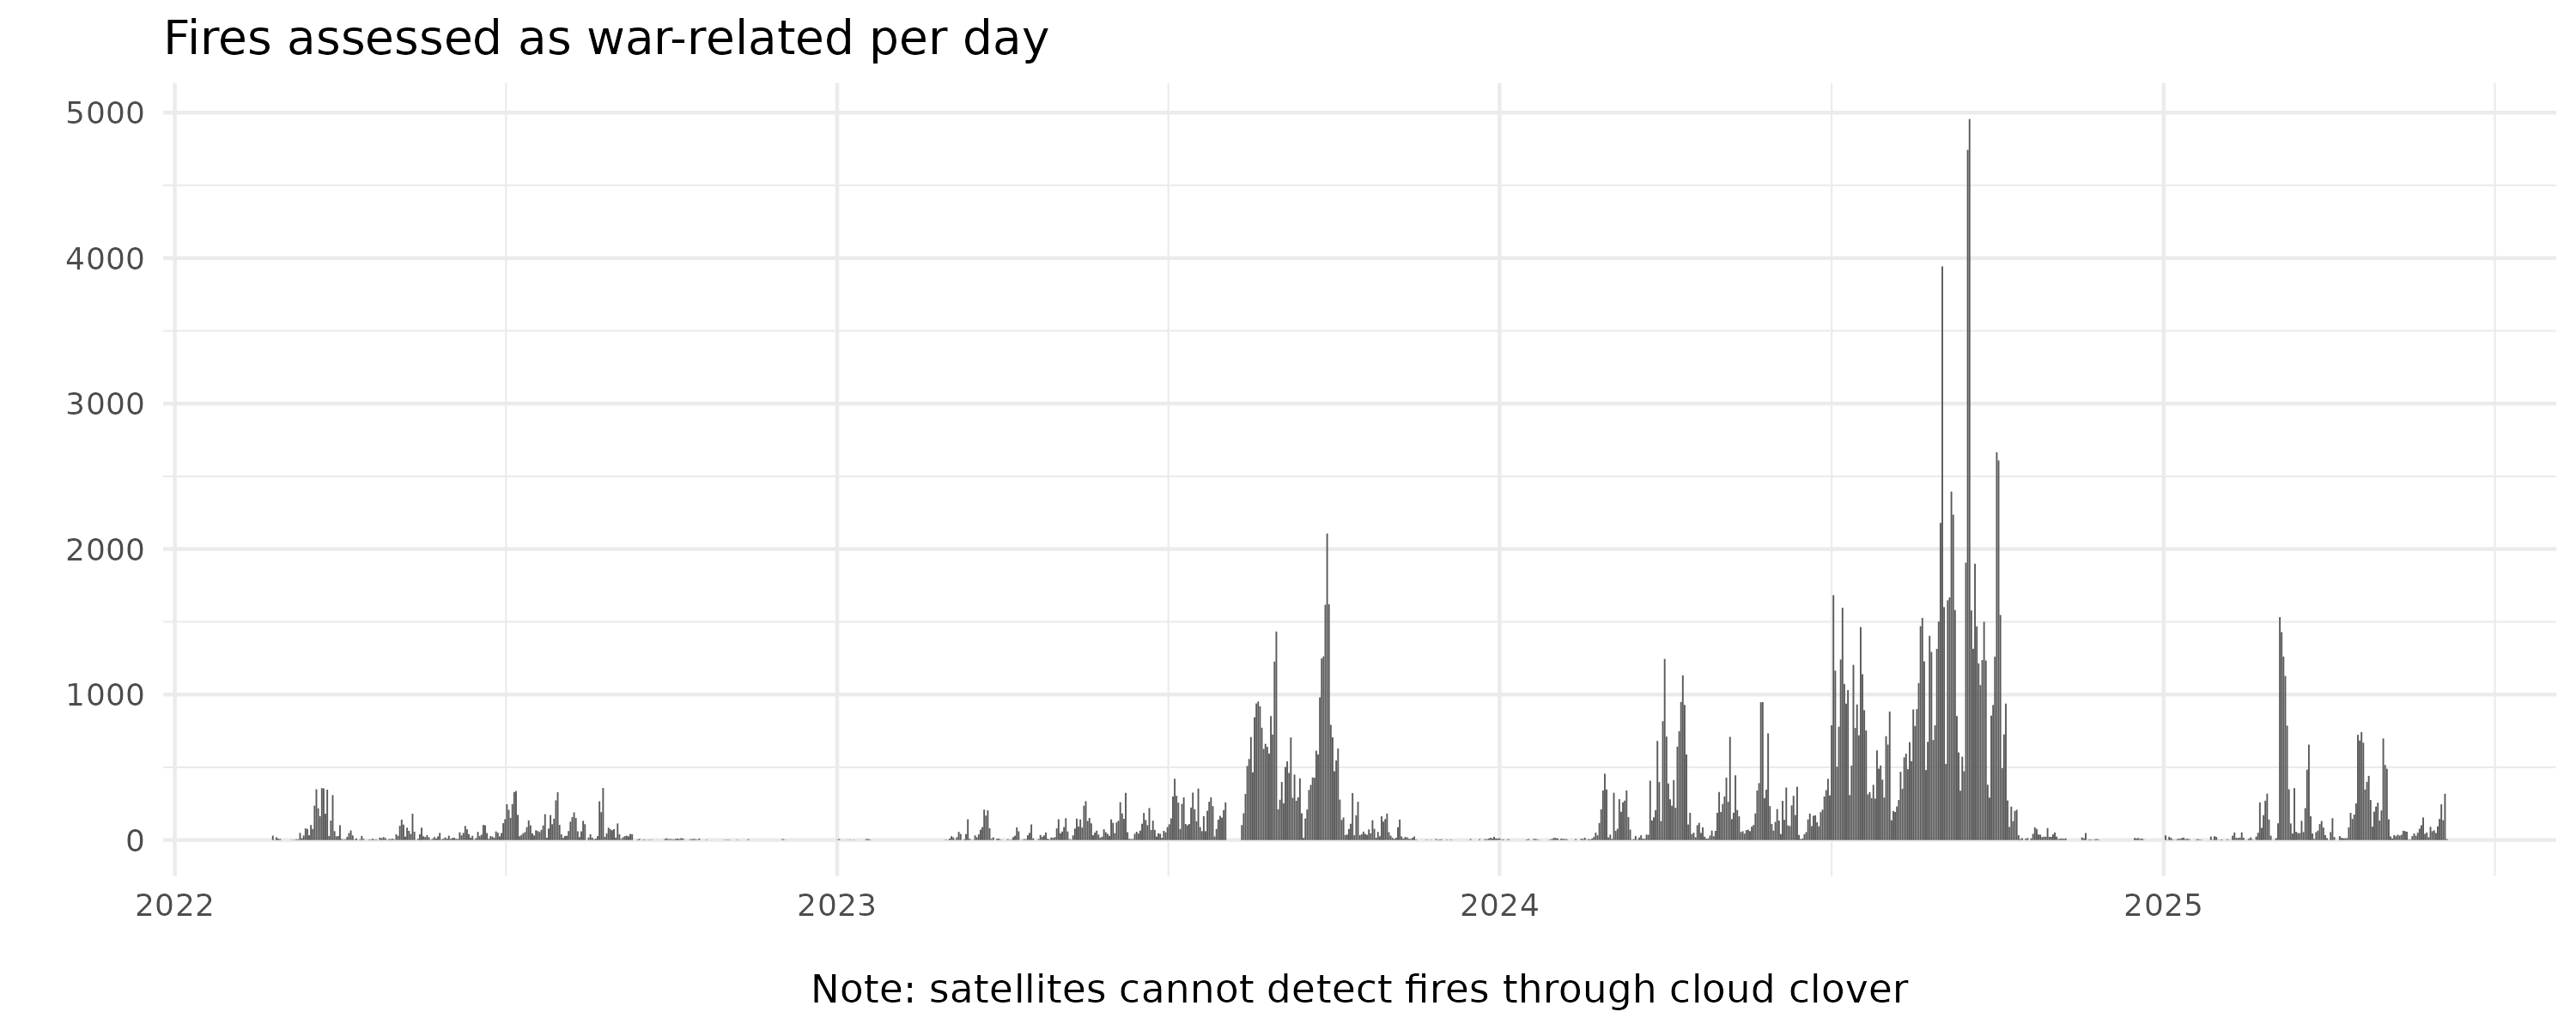 Fires assessed as war-related per day
5000
4000
3000
2000
1000
0
2022 2023 2024 2025
Note: satellites cannot detect fires through cloud clover